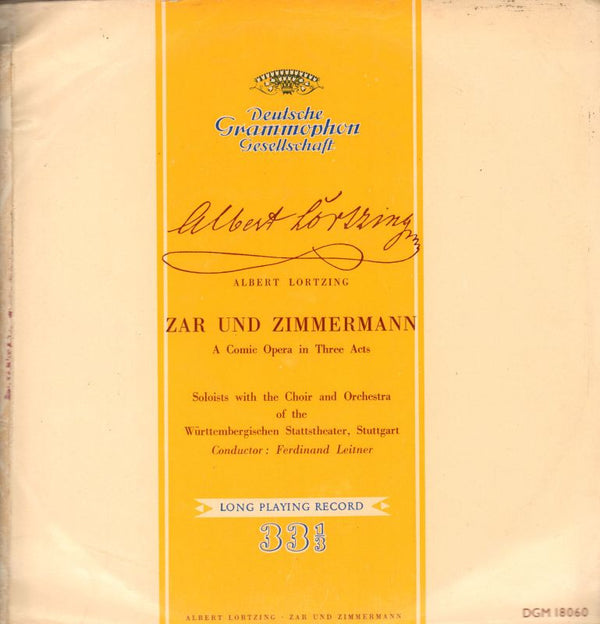 Deutsche
Grammophon
Gesellschaft
Albert Lortzing
ALBERT LORTZING
ZAR UND ZIMMERMANN
A Comic Opera in Three Acts
Soloists with the Choir and Orchestra
of the
Württembergischen Stattstheater, Stuttgart
Conductor: Ferdinand Leitner
LONG PLAYING RECORD
33 1/3
ALBERT LORTZING · ZAR UND ZIMMERMANN
DGM 18060